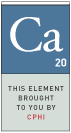 Ca
20
THIS ELEMENT
BROUGHT
TO YOU BY
CPHI